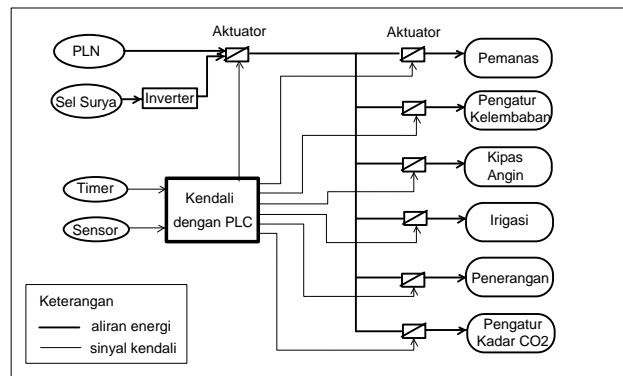 Aktuator
Aktuator
PLN
Pemanas
Sel Surya
Inverter
Pengatur
Kelembaban
Kipas
Angin
Timer
Kendali
dengan PLC
Sensor
Irigasi
Penerangan
Keterangan
aliran energi
sinyal kendali
Pengatur
Kadar CO2